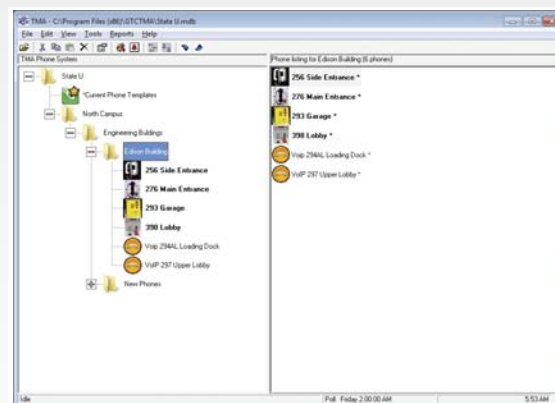 TMA - C:\Program Files (x86)\GTCTMA\State U.mdb
File Edit View Tools Reports Help
TMA Phone System
State U
*Current Phone Templates
North Campus
Engineering Buildings
Edison Building
256 Side Entrance
276 Main Entrance
293 Garage
398 Lobby
Voip 294AL Loading Dock
VoIP 297 Upper Lobby
New Phones
Phone listing for Edison Building (6 phones)
256 Side Entrance *
276 Main Entrance *
293 Garage *
398 Lobby *
Voip 294AL Loading Dock *
VoIP 297 Upper Lobby *
Idle
Poll Friday 2:00:00 AM
5:53 AM